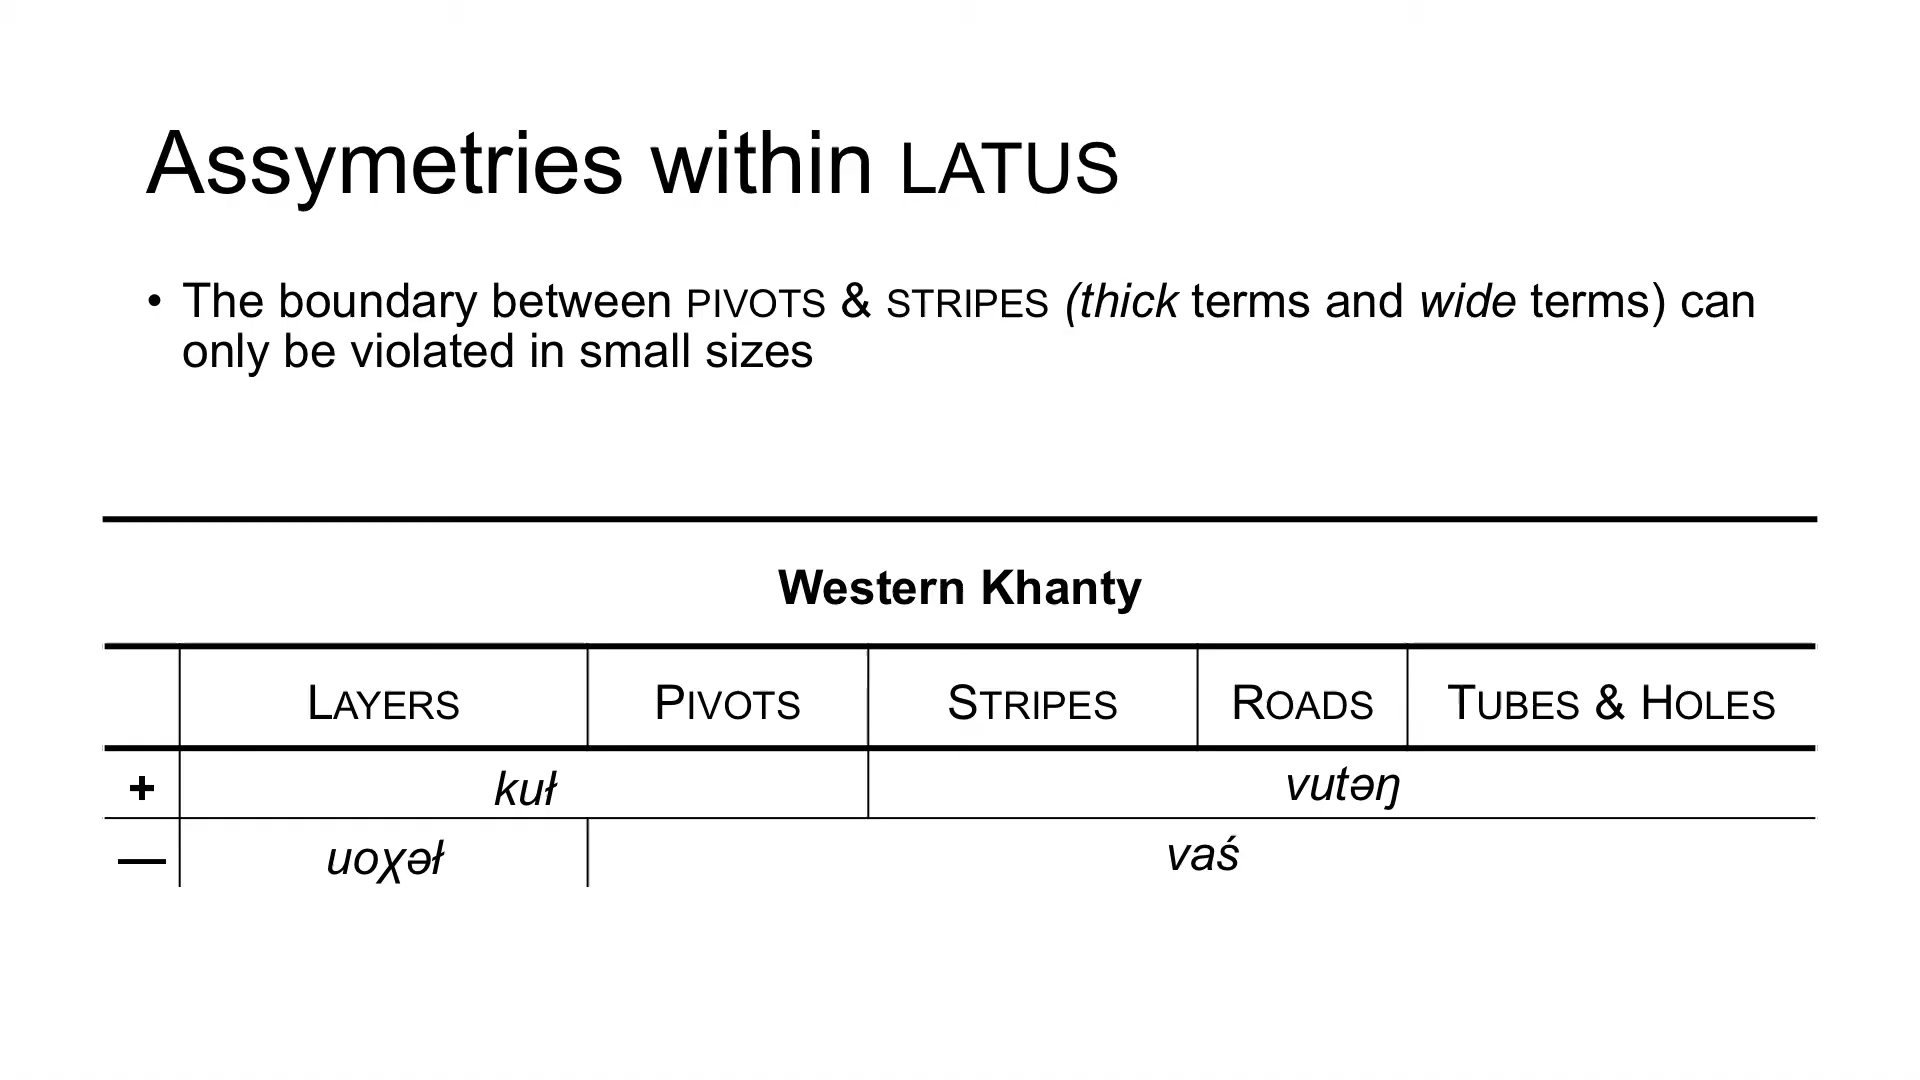 Assymetries within LATUS
• The boundary between PIVOTS & STRIPES (thick terms and wide terms) can
only be violated in small sizes
Western Khanty
LAYERS PIVOTS STRIPES ROADS TUBES & HOLES
+ kuł vutəŋ
— uoχəł vaś